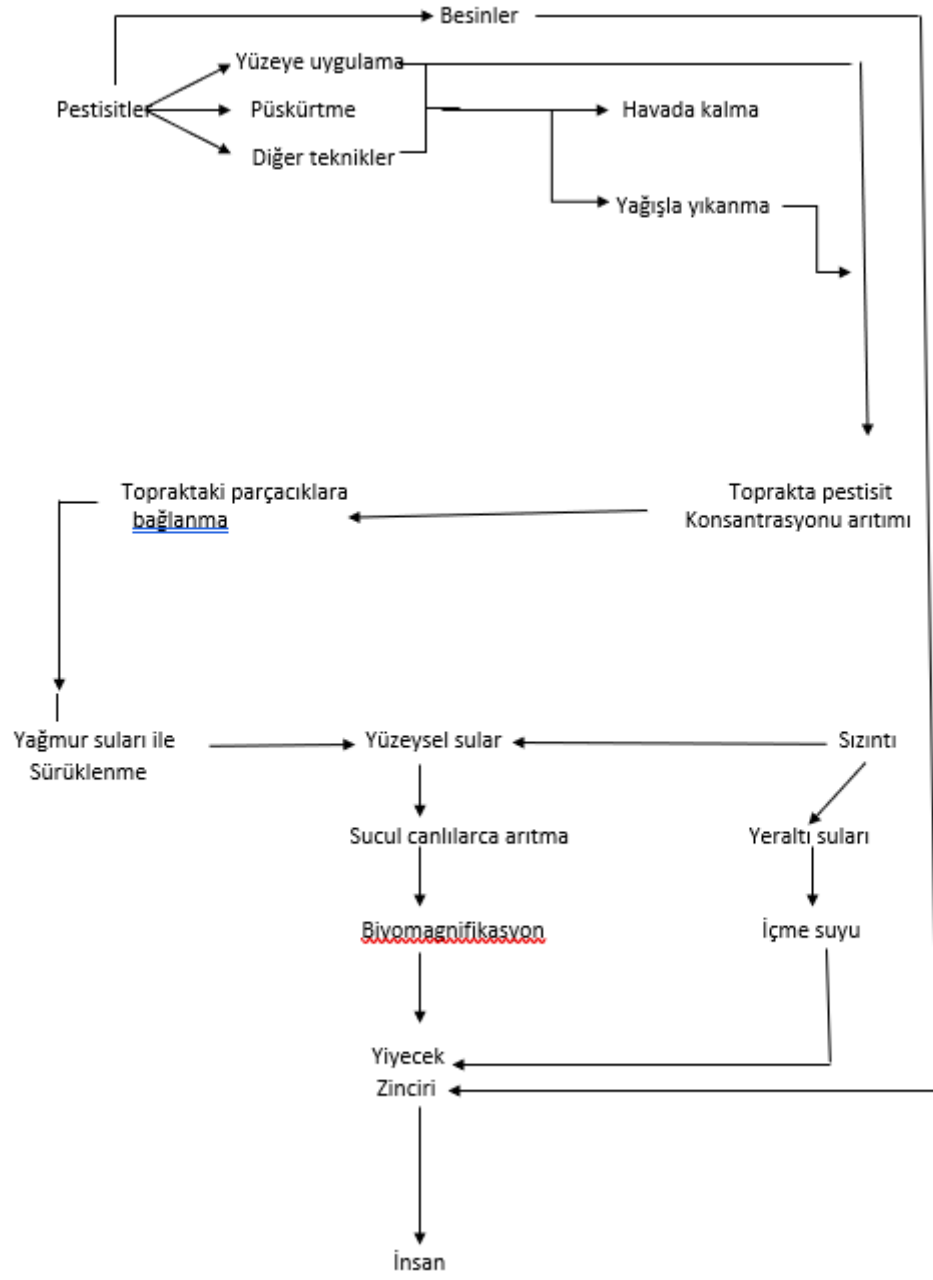 Besinler
Yüzeye uygulama
Pestisitler
Püskürtme
Havada kalma
Diğer teknikler
Yağışla yıkanma
Topraktaki parçacıklara
bağlanma
Toprakta pestisit
Konsantrasyonu arıtımı
Yağmur suları ile
Sürüklenme
Yüzeysel sular
Sızıntı
Sucul canlılarca arıtma
Yeraltı suları
Biyomagnifikasyon
İçme suyu
Yiyecek
Zinciri
İnsan